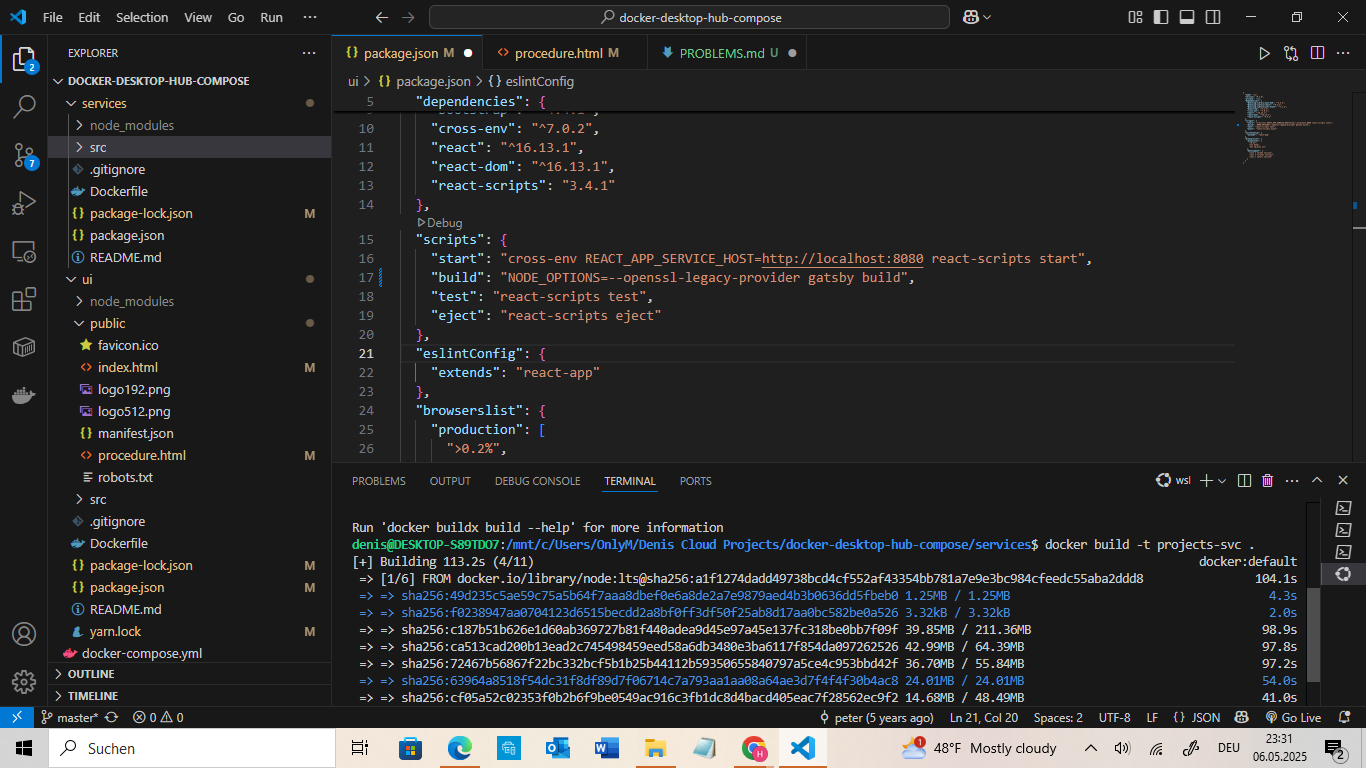 File Edit Selection View Go Run ···
docker-desktop-hub-compose
EXPLORER
DOCKER-DESKTOP-HUB-COMPOSE
services
node_modules
src
.gitignore
Dockerfile
package-lock.json M
package.json
README.md
ui
node_modules
public
favicon.ico
index.html M
logo192.png
logo512.png
manifest.json
procedure.html M
robots.txt
src
.gitignore
Dockerfile
package-lock.json M
package.json M
README.md
yarn.lock M
docker-compose.yml
OUTLINE
TIMELINE
2
7
package.json M
procedure.html M
PROBLEMS.md U
ui > package.json > eslintConfig
5 "dependencies": {
10 "cross-env": "^7.0.2",
11 "react": "^16.13.1",
12 "react-dom": "^16.13.1",
13 "react-scripts": "3.4.1"
14 },
Debug
15 "scripts": {
16 "start": "cross-env REACT_APP_SERVICE_HOST=http://localhost:8080 react-scripts start",
17 "build": "NODE_OPTIONS=--openssl-legacy-provider gatsby build",
18 "test": "react-scripts test",
19 "eject": "react-scripts eject"
20 },
21 "eslintConfig": {
22 "extends": "react-app"
23 },
24 "browserslist": {
25 "production": [
26 ">0.2%",
PROBLEMS OUTPUT DEBUG CONSOLE TERMINAL PORTS
wsl
Run 'docker buildx build --help' for more information
denis@DESKTOP-S89TDO7:/mnt/c/Users/OnlyM/Denis Cloud Projects/docker-desktop-hub-compose/services$ docker build -t projects-svc .
[+] Building 113.2s (4/11) docker:default
=> [1/6] FROM docker.io/library/node:lts@sha256:a1f1274dadd49738bcd4cf552af43354bb781a7e9e3bc984cfeedc55aba2ddd8 104.1s
=> => sha256:49d235c5ae59c75a5b64f7aaa8dbef0e6a8de2a7e9879aed4b3b0636dd5fbeb0 1.25MB / 1.25MB 4.3s
=> => sha256:f0238947aa0704123d6515becdd2a8bf0ff3df50f25ab8d17aa0bc582be0a526 3.32kB / 3.32kB 2.0s
=> => sha256:c187b51b626e1d60ab369727b81f440adea9d45e97a45e137fc318be0bb7f09f 39.85MB / 211.36MB 98.9s
=> => sha256:ca513cad200b13ead2c745498459eed58a6db3480e3ba6117f854da097262526 42.99MB / 64.39MB 97.8s
=> => sha256:72467b56867f22bc332bcf5b1b25b44112b59350655840797a5ce4c953bbd42f 36.70MB / 55.84MB 97.2s
=> => sha256:63964a8518f54dc31f8df89d7f06714c7a793aa1aa08a64ae3d7f4f4f30b4ac8 24.01MB / 24.01MB 54.0s
=> => sha256:cf05a52c02353f0b2b6f9be0549ac916c3fb1dc8d4bacd405eac7f28562ec9f2 14.68MB / 48.49MB 41.0s
master* 0 0 peter (5 years ago) Ln 21, Col 20 Spaces: 2 UTF-8 LF {} JSON Go Live
Suchen
1
48°F Mostly cloudy
DEU
23:31
06.05.2025
2